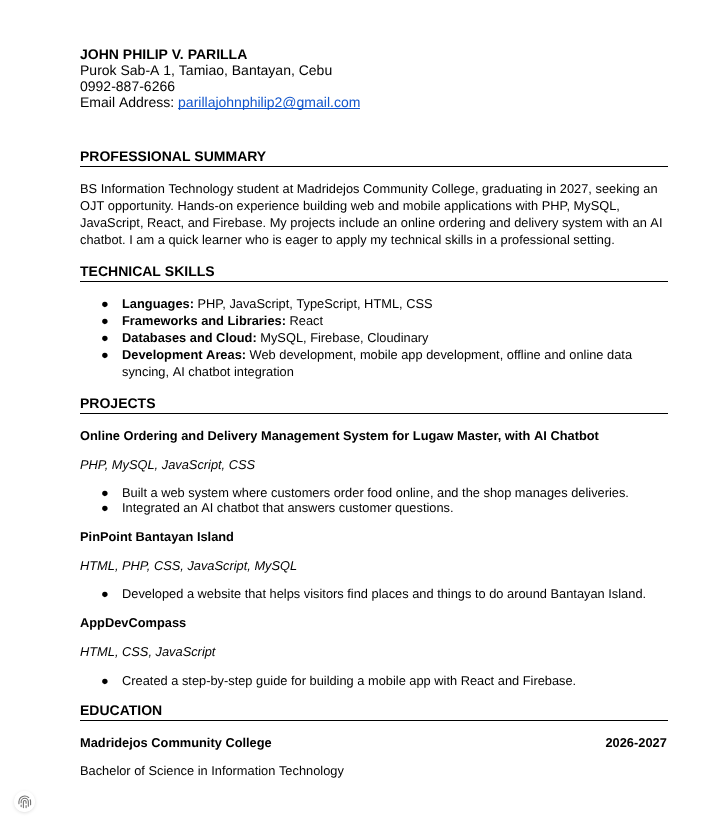 JOHN PHILIP V. PARILLA
Purok Sab-A 1, Tamiao, Bantayan, Cebu
0992-887-6266
Email Address: parillajohnphilip2@gmail.com
PROFESSIONAL SUMMARY
BS Information Technology student at Madridejos Community College, graduating in 2027, seeking an
OJT opportunity. Hands-on experience building web and mobile applications with PHP, MySQL,
JavaScript, React, and Firebase. My projects include an online ordering and delivery system with an AI
chatbot. I am a quick learner who is eager to apply my technical skills in a professional setting.
TECHNICAL SKILLS
● Languages: PHP, JavaScript, TypeScript, HTML, CSS
● Frameworks and Libraries: React
● Databases and Cloud: MySQL, Firebase, Cloudinary
● Development Areas: Web development, mobile app development, offline and online data
syncing, AI chatbot integration
PROJECTS
Online Ordering and Delivery Management System for Lugaw Master, with AI Chatbot
PHP, MySQL, JavaScript, CSS
● Built a web system where customers order food online, and the shop manages deliveries.
● Integrated an AI chatbot that answers customer questions.
PinPoint Bantayan Island
HTML, PHP, CSS, JavaScript, MySQL
● Developed a website that helps visitors find places and things to do around Bantayan Island.
AppDevCompass
HTML, CSS, JavaScript
● Created a step-by-step guide for building a mobile app with React and Firebase.
EDUCATION
Madridejos Community College 2026-2027
Bachelor of Science in Information Technology